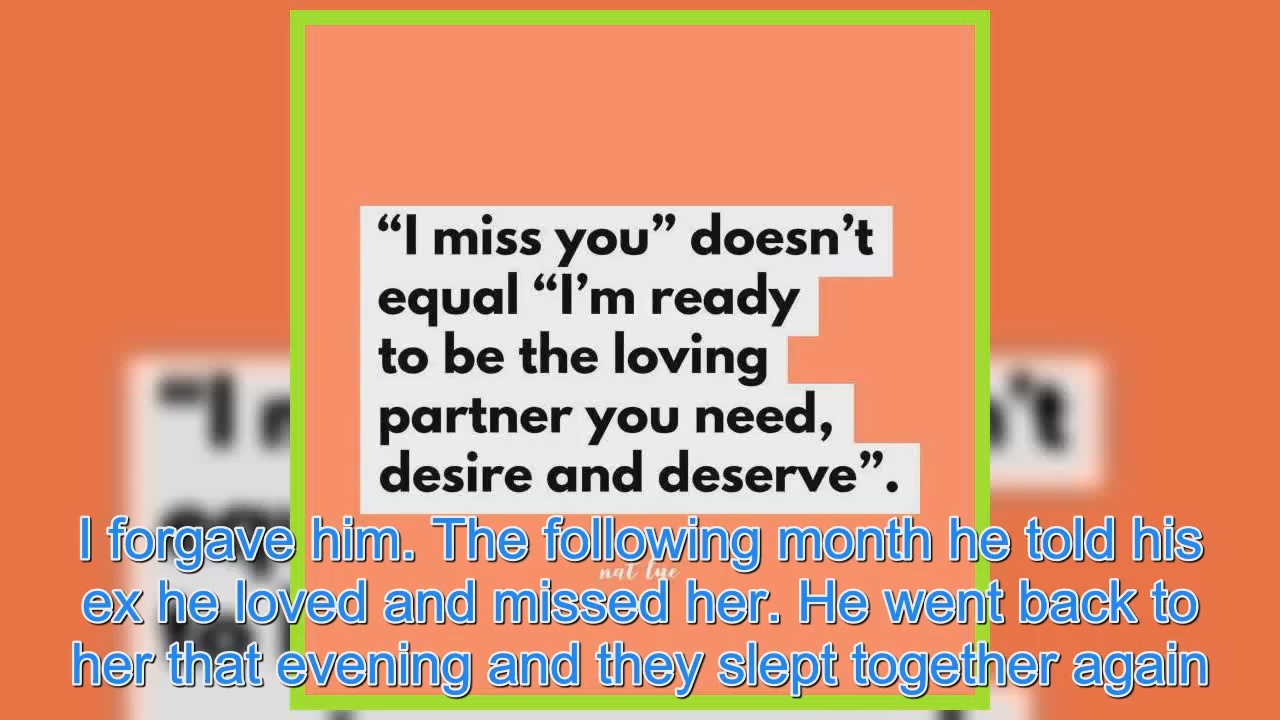 “I miss you” doesn’t
equal “I’m ready
to be the loving
partner you need,
desire and deserve”.
nat lue
I forgave him. The following month he told his
ex he loved and missed her. He went back to
her that evening and they slept together again